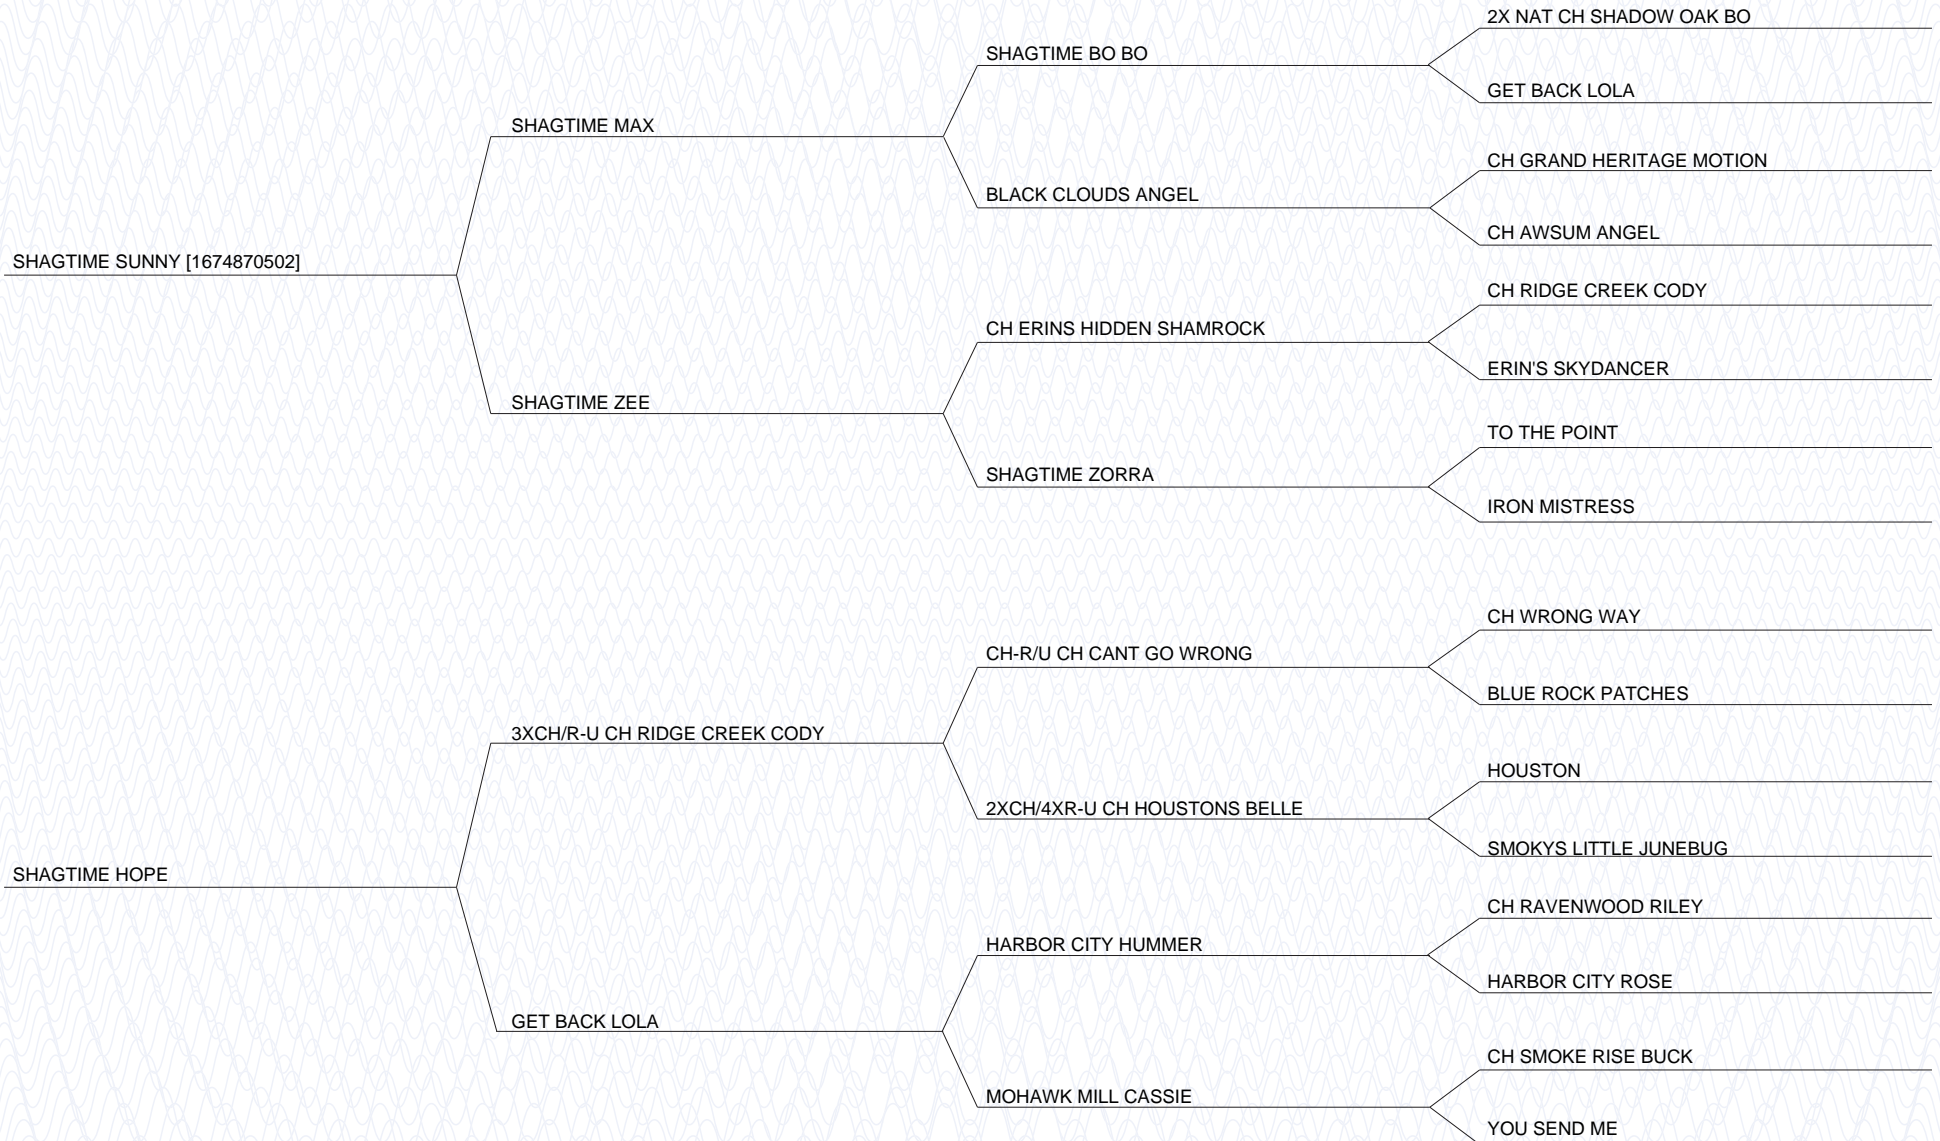 2X NAT CH SHADOW OAK BO
SHAGTIME BO BO
GET BACK LOLA
SHAGTIME MAX
CH GRAND HERITAGE MOTION
BLACK CLOUDS ANGEL
CH AWSUM ANGEL
SHAGTIME SUNNY [1674870502]
CH RIDGE CREEK CODY
CH ERINS HIDDEN SHAMROCK
ERIN'S SKYDANCER
SHAGTIME ZEE
TO THE POINT
SHAGTIME ZORRA
IRON MISTRESS
CH WRONG WAY
CH-R/U CH CANT GO WRONG
BLUE ROCK PATCHES
3XCH/R-U CH RIDGE CREEK CODY
HOUSTON
2XCH/4XR-U CH HOUSTONS BELLE
SMOKYS LITTLE JUNEBUG
SHAGTIME HOPE
CH RAVENWOOD RILEY
HARBOR CITY HUMMER
HARBOR CITY ROSE
GET BACK LOLA
CH SMOKE RISE BUCK
MOHAWK MILL CASSIE
YOU SEND ME